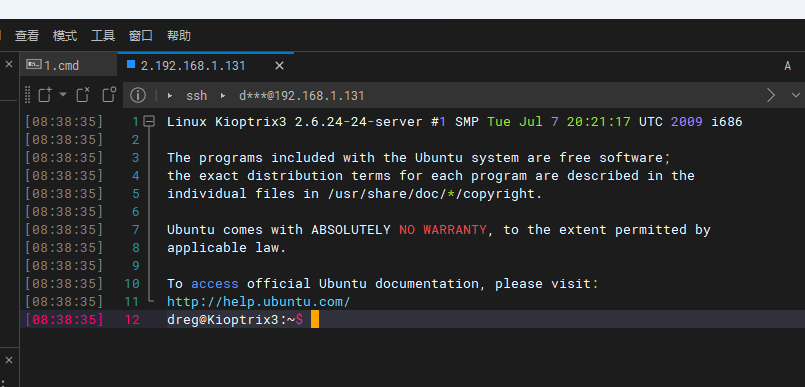 查看 模式 工具 窗口 帮助
1.cmd 2.192.168.1.131 A
ssh d***@192.168.1.131
[08:38:35] 1 Linux Kioptrix3 2.6.24-24-server #1 SMP Tue Jul 7 20:21:17 UTC 2009 i686
[08:38:35] 2
[08:38:35] 3 The programs included with the Ubuntu system are free software;
[08:38:35] 4 the exact distribution terms for each program are described in the
[08:38:35] 5 individual files in /usr/share/doc/*/copyright.
[08:38:35] 6
[08:38:35] 7 Ubuntu comes with ABSOLUTELY NO WARRANTY, to the extent permitted by
[08:38:35] 8 applicable law.
[08:38:35] 9
[08:38:35] 10 To access official Ubuntu documentation, please visit:
[08:38:35] 11 http://help.ubuntu.com/
[08:38:35] 12 dreg@Kioptrix3:~$